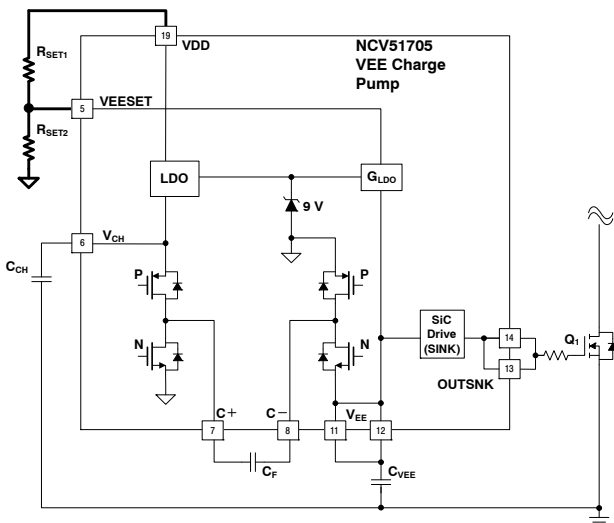 19
VDD
NCV51705
VEE Charge
Pump
RSET1
5
VEESET
RSET2
LDO
GLDO
9 V
6
VCH
CCH
P
P
SiC
Drive
(SINK)
14
Q1
N
N
13
OUTSNK
C+
C−
VEE
7
8
11
12
CF
CVEE